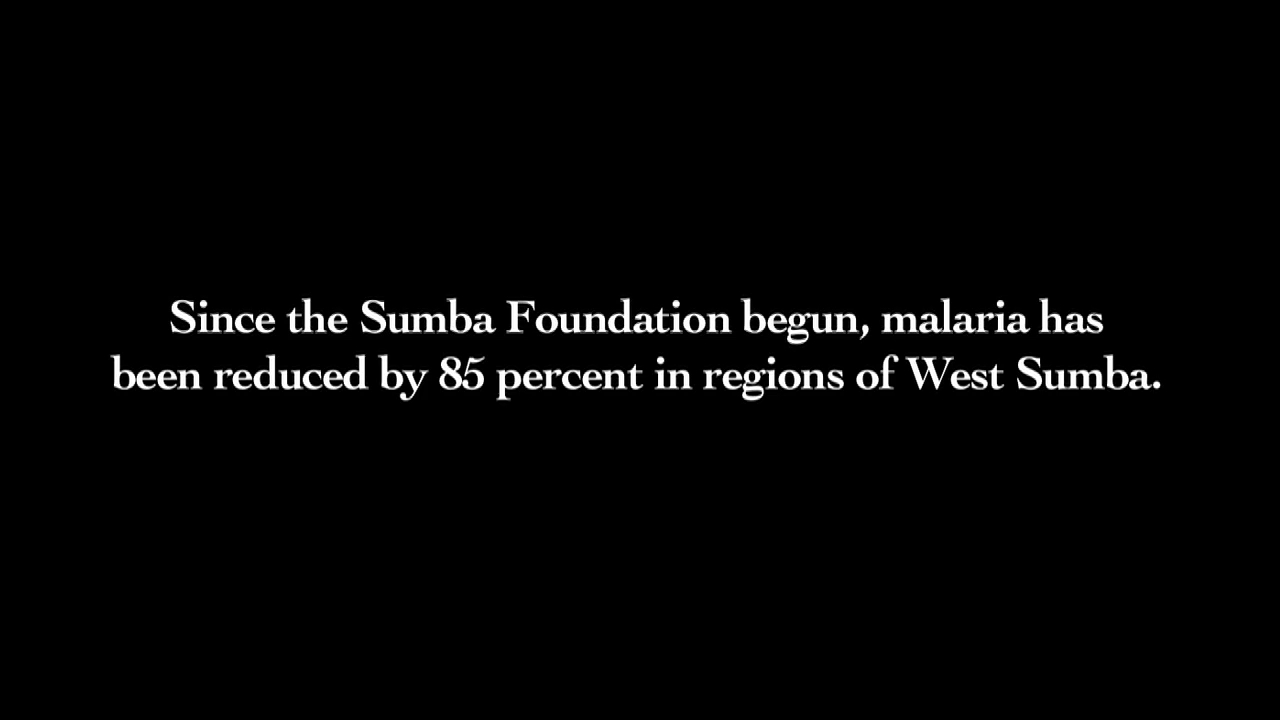 Since the Sumba Foundation begun, malaria has
been reduced by 85 percent in regions of West Sumba.